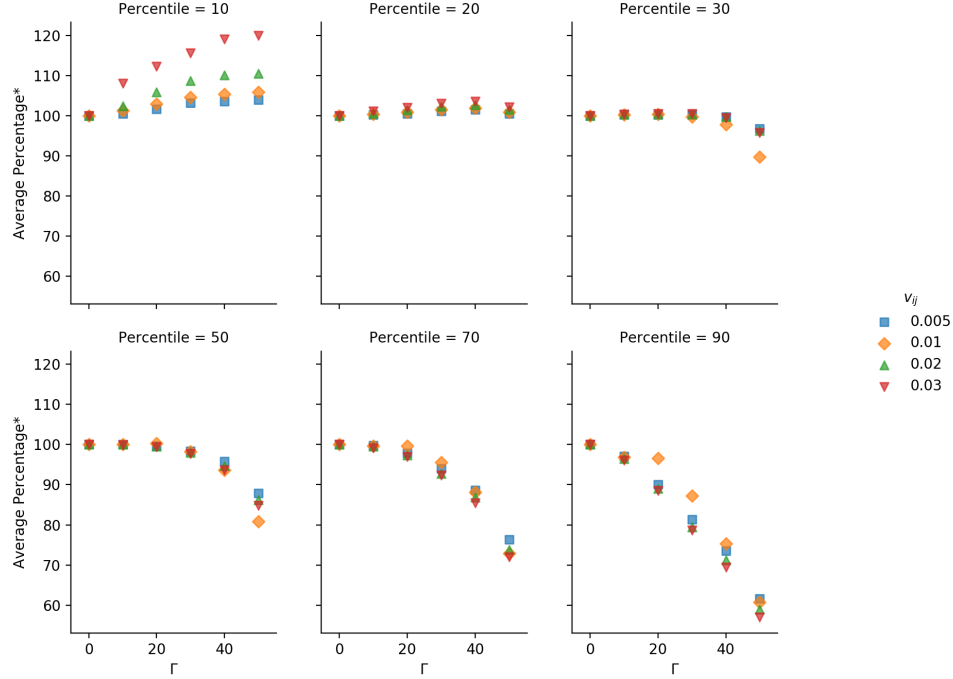 Percentile = 10
Percentile = 20
Percentile = 30
Average Percentage*
120
110
100
90
80
70
60
Percentile = 50
Percentile = 70
Percentile = 90
Average Percentage*
120
110
100
90
80
70
60
0 20 40
0 20 40
0 20 40
Γ
Γ
Γ
v_{ij}
0.005
0.01
0.02
0.03